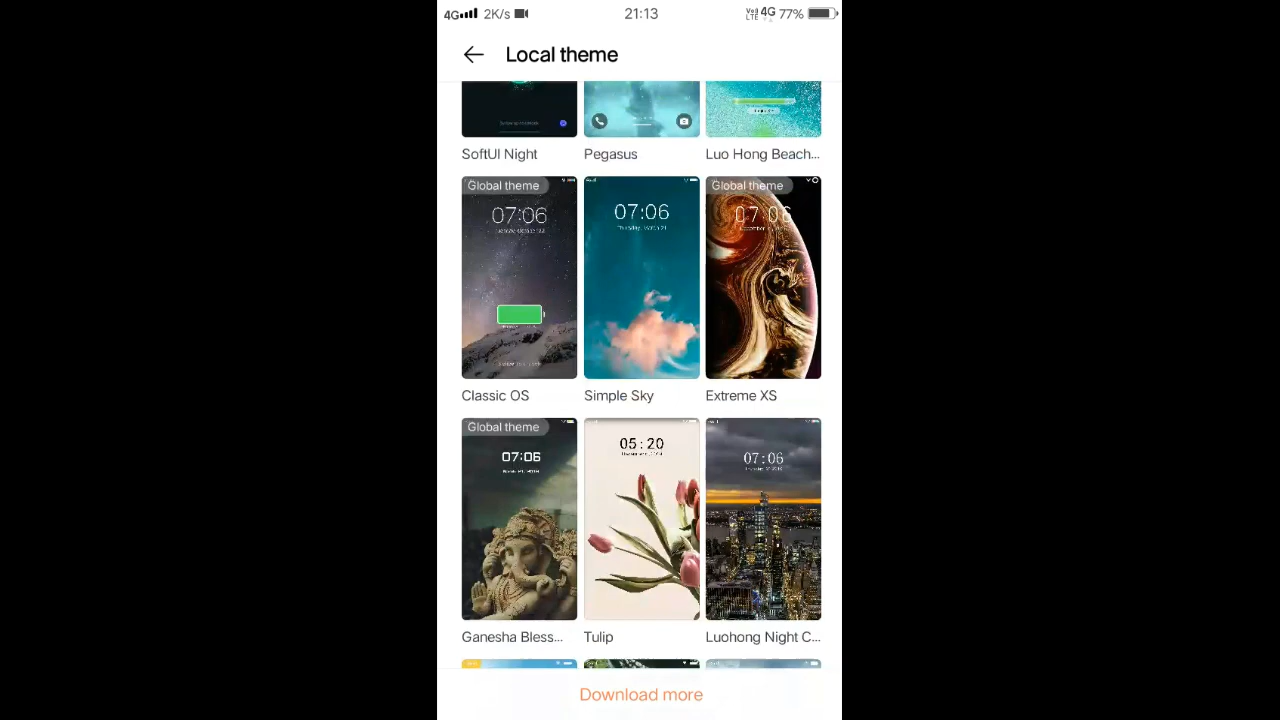 4G 2K/s 21:13 VoD LTE 4G 77%
Local theme
SoftUI Night Pegasus Luo Hong Beach...
Global theme Global theme
07:06 07:06 07:06
Classic OS Simple Sky Extreme XS
Global theme
07:06 05:20 07:06
Ganesha Bless... Tulip Luohong Night C...
Download more